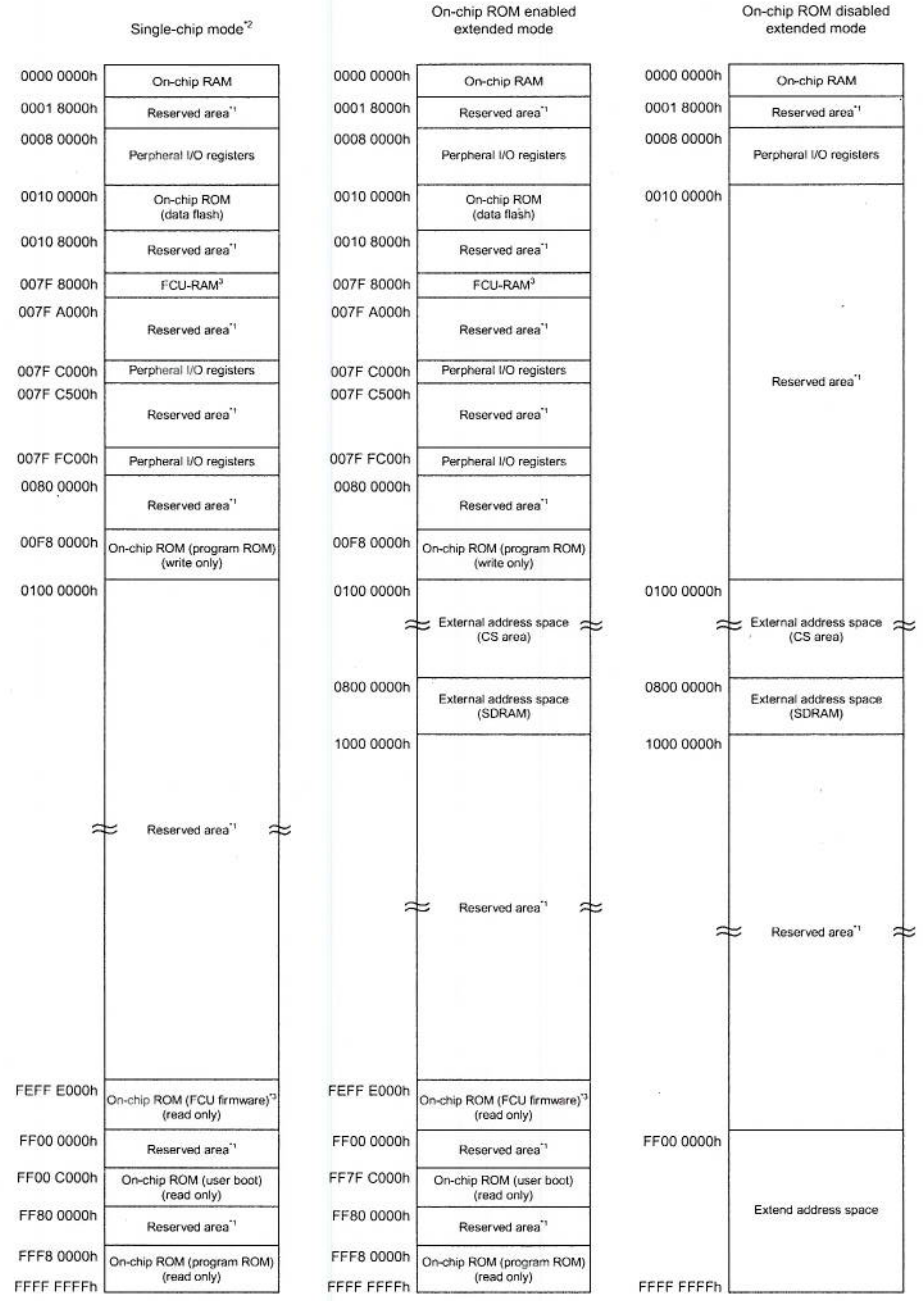 Single-chip mode*2
0000 0000h
On-chip RAM
0001 8000h
Reserved area*1
0008 0000h
Perpheral I/O registers
0010 0000h
On-chip ROM
(data flash)
0010 8000h
Reserved area*1
007F 8000h
FCU-RAM3
007F A000h
Reserved area*1
007F C000h
Perpheral I/O registers
007F C500h
Reserved area*1
007F FC00h
Perpheral I/O registers
0080 0000h
Reserved area*1
00F8 0000h
On-chip ROM (program ROM)
(write only)
0100 0000h
Reserved area*1
FEFF E000h
On-chip ROM (FCU firmware)*3
(read only)
FF00 0000h
Reserved area*1
FF00 C000h
On-chip ROM (user boot)
(read only)
FF80 0000h
Reserved area*1
FFF8 0000h
On-chip ROM (program ROM)
(read only)
FFFF FFFFh
On-chip ROM enabled
extended mode
0000 0000h
On-chip RAM
0001 8000h
Reserved area*1
0008 0000h
Perpheral I/O registers
0010 0000h
On-chip ROM
(data flash)
0010 8000h
Reserved area*1
007F 8000h
FCU-RAM3
007F A000h
Reserved area*1
007F C000h
Perpheral I/O registers
007F C500h
Reserved area*1
007F FC00h
Perpheral I/O registers
0080 0000h
Reserved area*1
00F8 0000h
On-chip ROM (program ROM)
(write only)
0100 0000h
External address space
(CS area)
0800 0000h
External address space
(SDRAM)
1000 0000h
Reserved area*1
FEFF E000h
On-chip ROM (FCU firmware)*3
(read only)
FF00 0000h
Reserved area*1
FF7F C000h
On-chip ROM (user boot)
(read only)
FF80 0000h
Reserved area*1
FFF8 0000h
On-chip ROM (program ROM)
(read only)
FFFF FFFFh
On-chip ROM disabled
extended mode
0000 0000h
On-chip RAM
0001 8000h
Reserved area*1
0008 0000h
Perpheral I/O registers
0010 0000h
Reserved area*1
0100 0000h
External address space
(CS area)
0800 0000h
External address space
(SDRAM)
1000 0000h
Reserved area*1
FF00 0000h
Extend address space
FFFF FFFFh